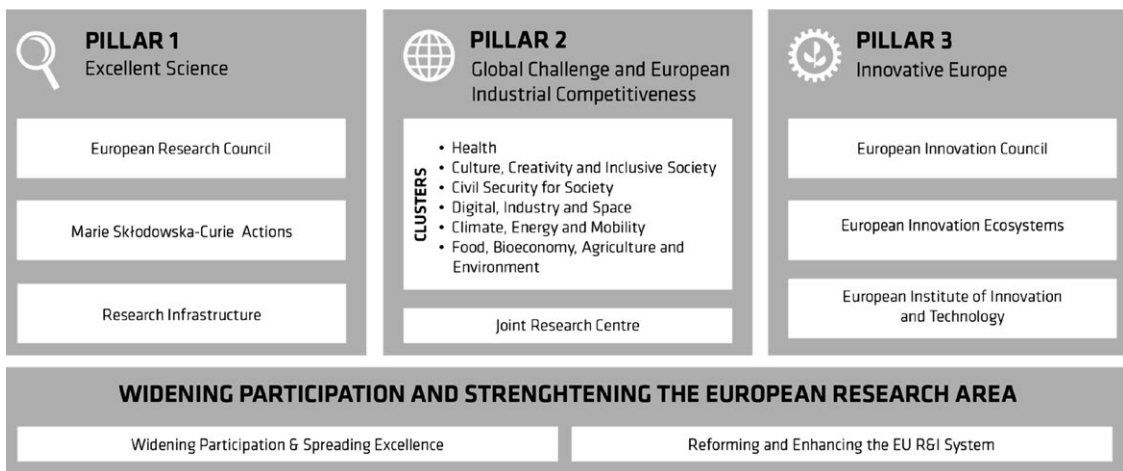 PILLAR 1
Excellent Science
European Research Council
Marie Skłodowska-Curie Actions
Research Infrastructure
PILLAR 2
Global Challenge and European
Industrial Competitiveness
CLUSTERS
• Health
• Culture, Creativity and Inclusive Society
• Civil Security for Society
• Digital, Industry and Space
• Climate, Energy and Mobility
• Food, Bioeconomy, Agriculture and
Environment
Joint Research Centre
PILLAR 3
Innovative Europe
European Innovation Council
European Innovation Ecosystems
European Institute of Innovation
and Technology
WIDENING PARTICIPATION AND STRENGHTENING THE EUROPEAN RESEARCH AREA
Widening Participation & Spreading Excellence
Reforming and Enhancing the EU R&I System